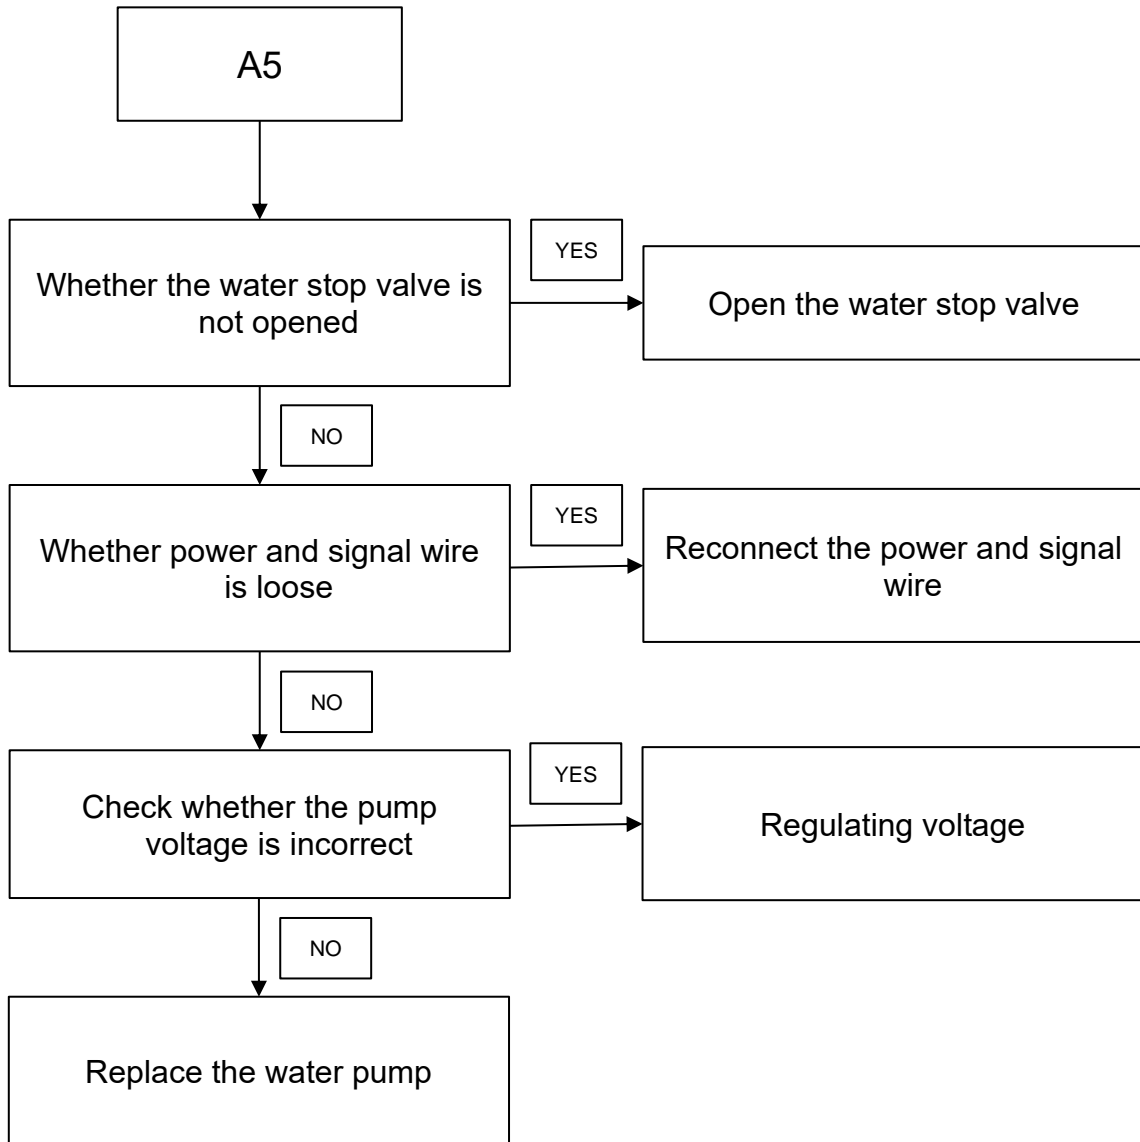 A5
Whether the water stop valve is
not opened
YES
Open the water stop valve
NO
Whether power and signal wire
is loose
YES
Reconnect the power and signal
wire
NO
Check whether the pump
voltage is incorrect
YES
Regulating voltage
NO
Replace the water pump